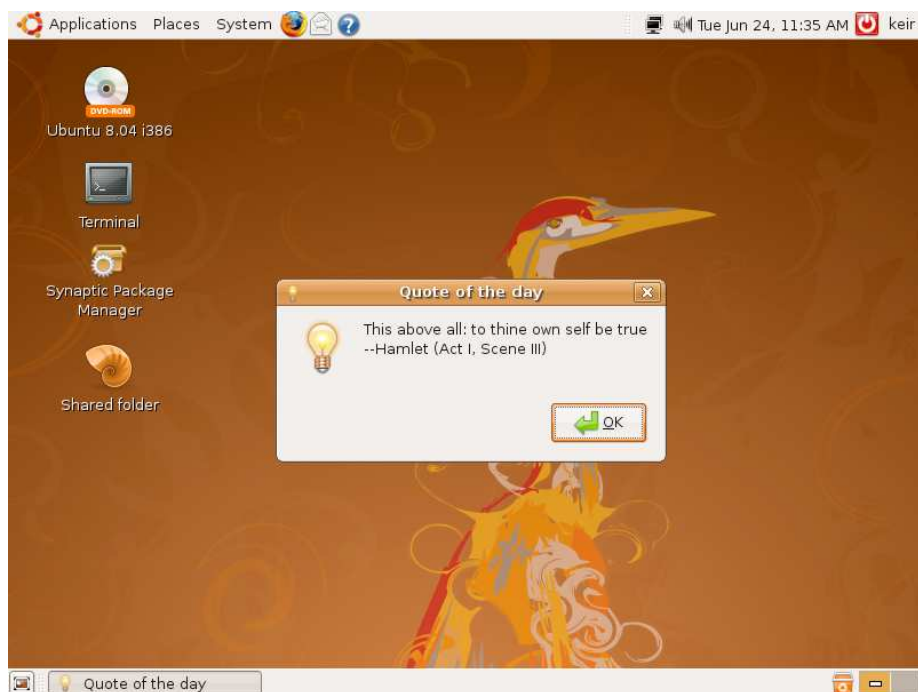 Applications Places System Tue Jun 24, 11:35 AM keir
DVD-ROM
Ubuntu 8.04 i386
Terminal
Synaptic Package
Manager
Shared folder
Quote of the day
This above all: to thine own self be true
--Hamlet (Act I, Scene III)
OK
Quote of the day